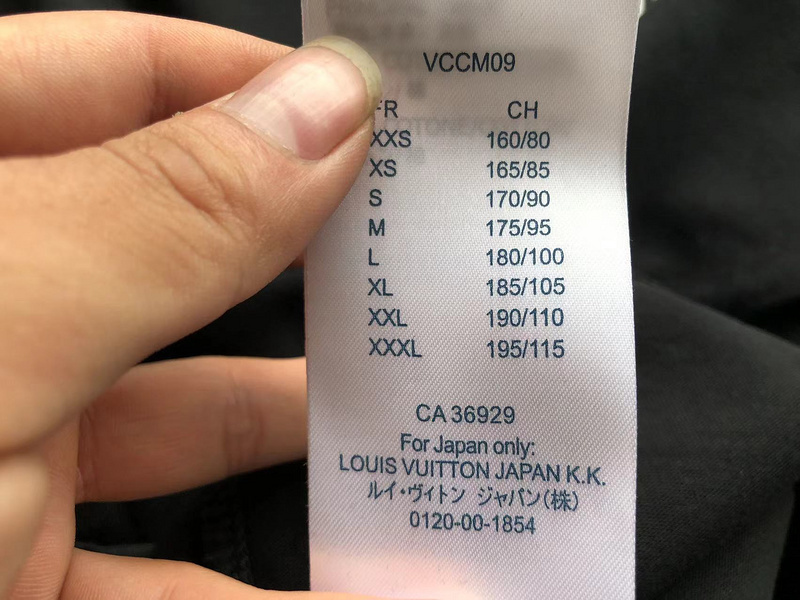 VCCM09
FR CH
XXS 160/80
XS 165/85
S 170/90
M 175/95
L 180/100
XL 185/105
XXL 190/110
XXXL 195/115
CA 36929
For Japan only:
LOUIS VUITTON JAPAN K.K.
ルイ・ヴィトン ジャパン(株)
0120-00-1854